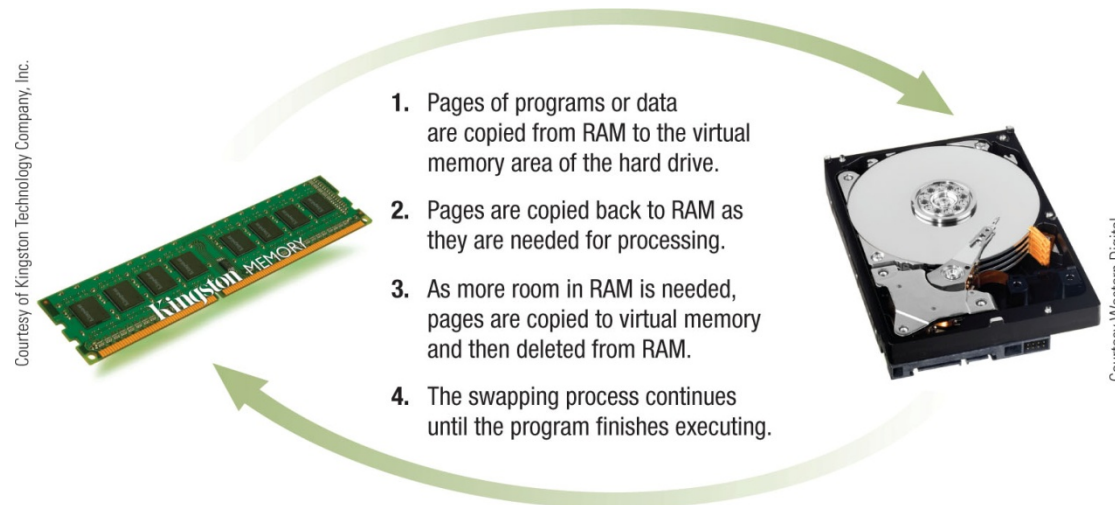 Courtesy of Kingston Technology Company, Inc.
1. Pages of programs or data
are copied from RAM to the virtual
memory area of the hard drive.
2. Pages are copied back to RAM as
they are needed for processing.
3. As more room in RAM is needed,
pages are copied to virtual memory
and then deleted from RAM.
4. The swapping process continues
until the program finishes executing.
Kingston MEMORY
Courtesy Western Digital